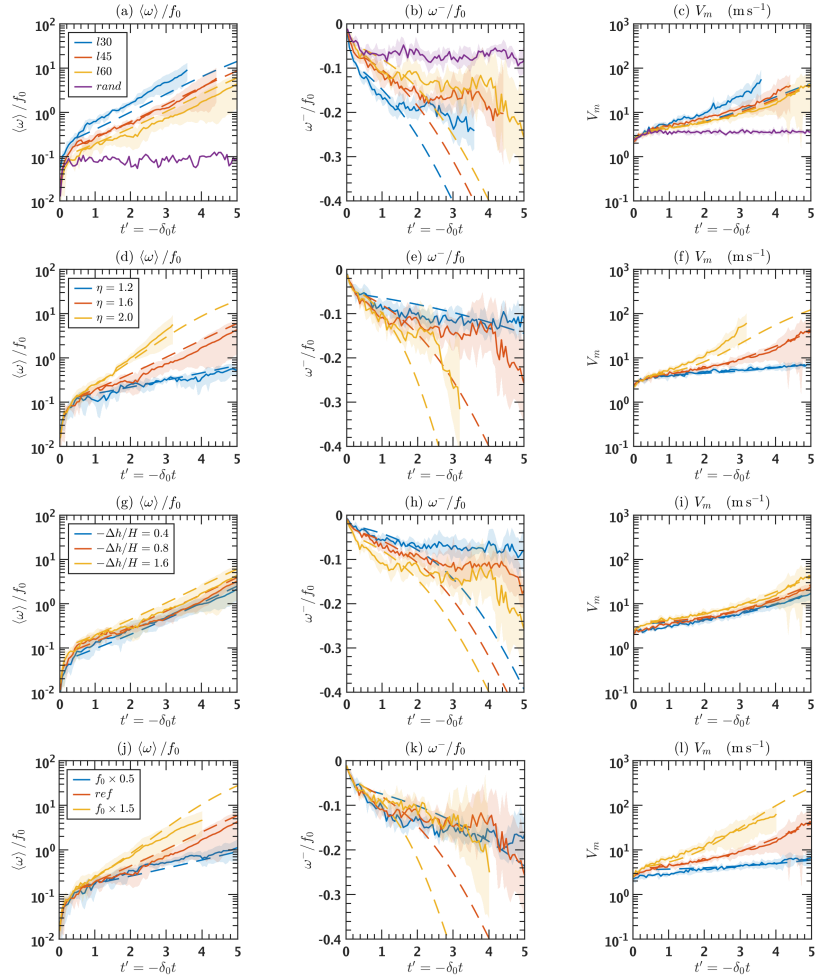 (a) ⟨ω⟩/f₀
(b) ω⁻/f₀
(c) Vₘ (m s⁻¹)
10²
10¹
10⁰
10⁻¹
10⁻²
⟨ω⟩/f₀
l30
l45
l60
rand
0 1 2 3 4 5
t′ = −δ₀t
0
-0.1
-0.2
-0.3
-0.4
ω⁻/f₀
0 1 2 3 4 5
t′ = −δ₀t
10³
10²
10¹
10⁰
10⁻¹
Vₘ
0 1 2 3 4 5
t′ = −δ₀t
(d) ⟨ω⟩/f₀
(e) ω⁻/f₀
(f) Vₘ (m s⁻¹)
10²
10¹
10⁰
10⁻¹
10⁻²
⟨ω⟩/f₀
η = 1.2
η = 1.6
η = 2.0
0 1 2 3 4 5
t′ = −δ₀t
0
-0.1
-0.2
-0.3
-0.4
ω⁻/f₀
0 1 2 3 4 5
t′ = −δ₀t
10³
10²
10¹
10⁰
10⁻¹
Vₘ
0 1 2 3 4 5
t′ = −δ₀t
(g) ⟨ω⟩/f₀
(h) ω⁻/f₀
(i) Vₘ (m s⁻¹)
10²
10¹
10⁰
10⁻¹
10⁻²
⟨ω⟩/f₀
−Δh/H = 0.4
−Δh/H = 0.8
−Δh/H = 1.6
0 1 2 3 4 5
t′ = −δ₀t
0
-0.1
-0.2
-0.3
-0.4
ω⁻/f₀
0 1 2 3 4 5
t′ = −δ₀t
10³
10²
10¹
10⁰
10⁻¹
Vₘ
0 1 2 3 4 5
t′ = −δ₀t
(j) ⟨ω⟩/f₀
(k) ω⁻/f₀
(l) Vₘ (m s⁻¹)
10²
10¹
10⁰
10⁻¹
10⁻²
⟨ω⟩/f₀
f₀ × 0.5
ref
f₀ × 1.5
0 1 2 3 4 5
t′ = −δ₀t
0
-0.1
-0.2
-0.3
-0.4
ω⁻/f₀
0 1 2 3 4 5
t′ = −δ₀t
10³
10²
10¹
10⁰
10⁻¹
Vₘ
0 1 2 3 4 5
t′ = −δ₀t